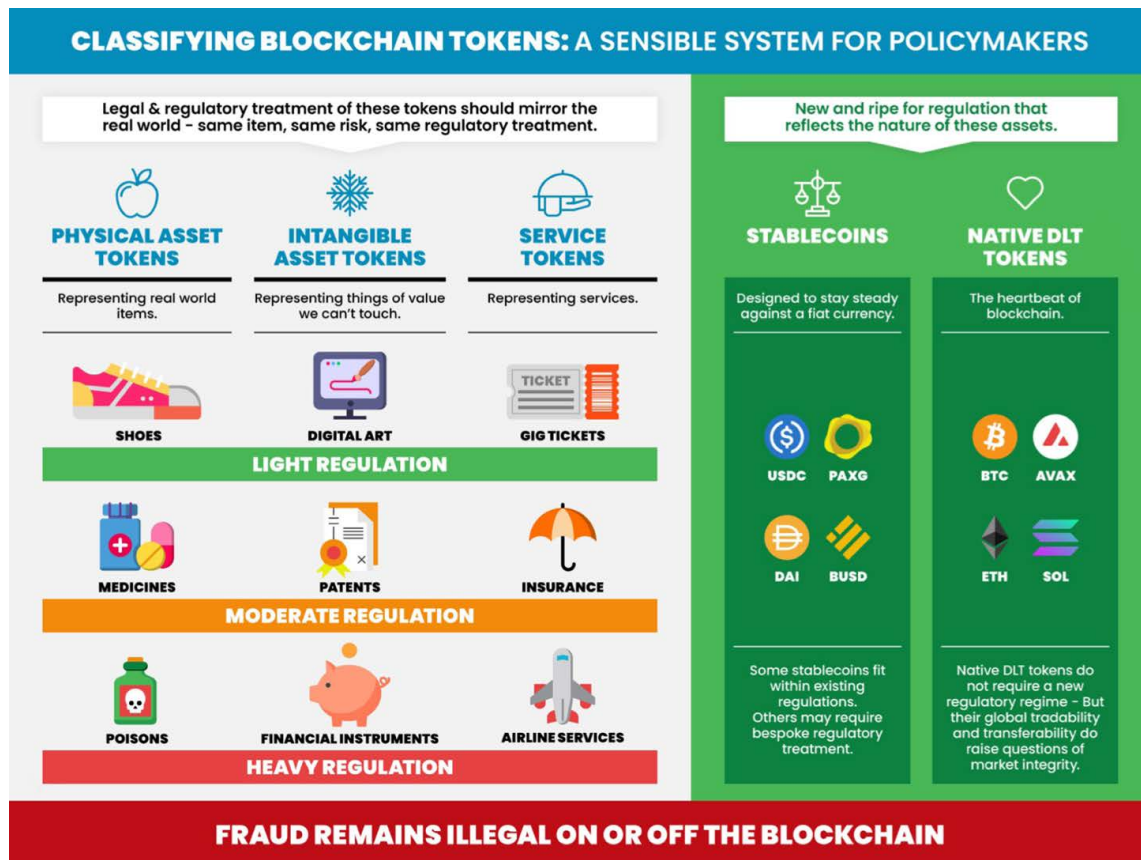 CLASSIFYING BLOCKCHAIN TOKENS: A SENSIBLE SYSTEM FOR POLICYMAKERS
Legal & regulatory treatment of these tokens should mirror the
real world - same item, same risk, same regulatory treatment.
PHYSICAL ASSET
TOKENS
Representing real world
items.
INTANGIBLE
ASSET TOKENS
Representing things of value
we can't touch.
SERVICE
TOKENS
Representing services.
SHOES
DIGITAL ART
TICKET
GIG TICKETS
LIGHT REGULATION
MEDICINES
PATENTS
INSURANCE
MODERATE REGULATION
POISONS
FINANCIAL INSTRUMENTS
AIRLINE SERVICES
HEAVY REGULATION
New and ripe for regulation that
reflects the nature of these assets.
STABLECOINS
Designed to stay steady
against a fiat currency.
USDC
PAXG
DAI
BUSD
Some stablecoins fit
within existing
regulations.
Others may require
bespoke regulatory
treatment.
NATIVE DLT
TOKENS
The heartbeat of
blockchain.
BTC
AVAX
ETH
SOL
Native DLT tokens do
not require a new
regulatory regime - But
their global tradability
and transferability do
raise questions of
market integrity.
FRAUD REMAINS ILLEGAL ON OR OFF THE BLOCKCHAIN